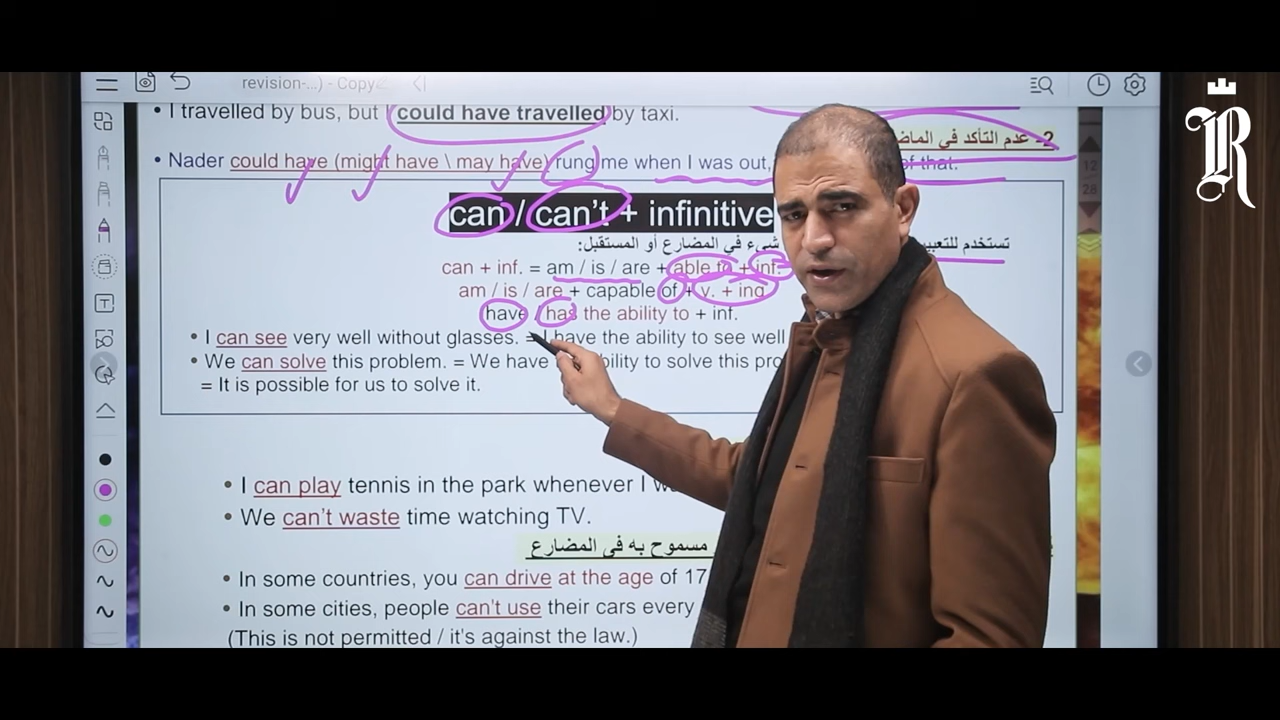 revision-...) - Copy
• I travelled by bus, but I could have travelled by taxi.
2- عدم التأكد في الماض
• Nader could have (might have \ may have) rung me when I was out, of that.
12
28
can / can't + infinitive
تستخدم للتعبير شيء في المضارع أو المستقبل:
can + inf. = am / is / are + able to + inf.
am / is / are + capable of + v. + ing
have / has the ability to + inf.
• I can see very well without glasses. = I have the ability to see well
• We can solve this problem. = We have ability to solve this
= It is possible for us to solve it.
• I can play tennis in the park whenever I
• We can't waste time watching TV.
مسموح به في المضارع
• In some countries, you can drive at the age of 17
• In some cities, people can't use their cars every
(This is not permitted / it's against the law.)
R